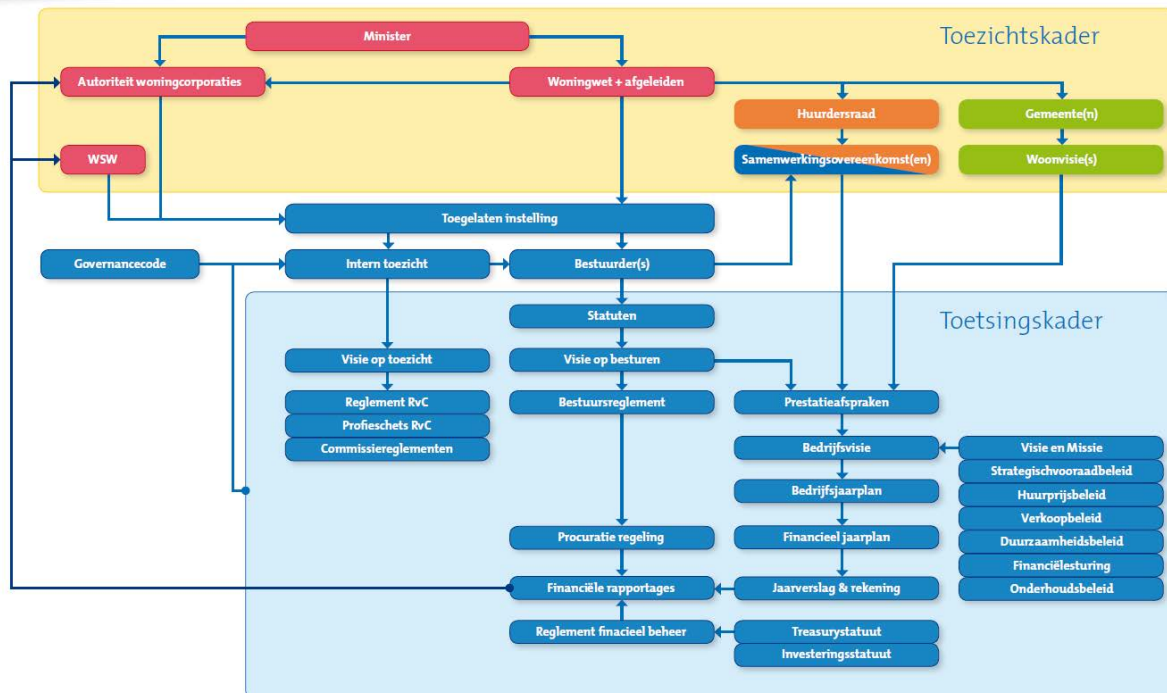 Toezichtskader
Minister
Autoriteit woningcorporaties
Woningwet + afgeleiden
Huurdersraad
Gemeente(n)
WSW
Samenwerkingsovereenkomst(en)
Woonvisie(s)
Toegelaten instelling
Governancecode
Intern toezicht
Bestuurder(s)
Toetsingskader
Statuten
Visie op toezicht
Visie op besturen
Reglement RvC
Bestuursreglement
Prestatieafspraken
Profieschets RvC
Commissiereglementen
Bedrijfsvisie
Visie en Missie
Strategischvooraadbeleid
Bedrijfsjaarplan
Huurprijsbeleid
Verkoopbeleid
Procuratie regeling
Financieel jaarplan
Duurzaamheidsbeleid
Financiëlesturing
Financiële rapportages
Jaarverslag & rekening
Onderhoudsbeleid
Reglement finacieel beheer
Treasurystatuut
Investeringsstatuut